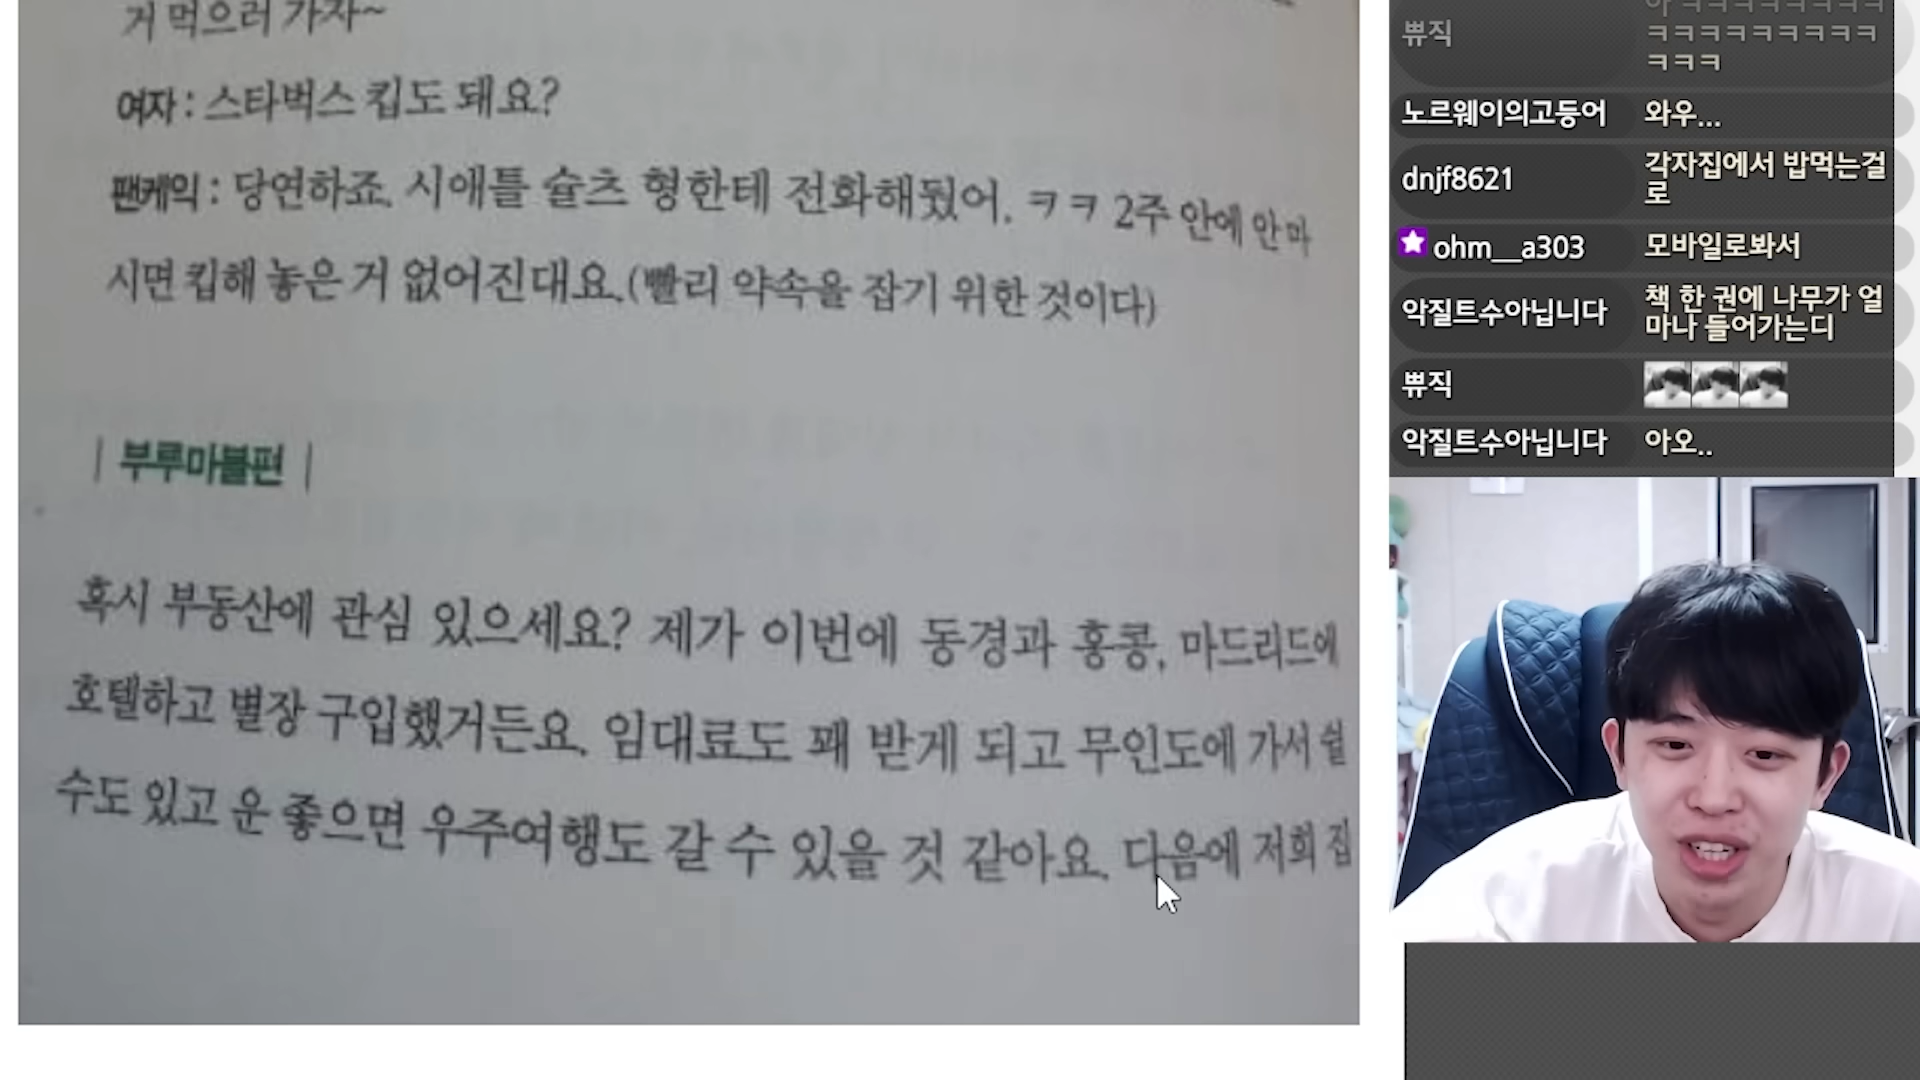 거 먹으러 가자~
여자 : 스타벅스 킵도 돼요?
팬케익 : 당연하죠. 시애틀 슐츠 형한테 전화해뒀어. ㅋㅋ 2주 안에 안 마
시면 킵해 놓은 거 없어진대요.(빨리 약속을 잡기 위한 것이다)
| 부루마블편 |
혹시 부동산에 관심 있으세요? 제가 이번에 동경과 홍콩, 마드리드에
호텔하고 별장 구입했거든요. 임대료도 꽤 받게 되고 무인도에 가서 쉴
수도 있고 운 좋으면 우주여행도 갈 수 있을 것 같아요. 다음에 저희 집
쀼직 아 ㅋㅋㅋㅋㅋㅋㅋㅋ
ㅋㅋㅋㅋㅋㅋㅋㅋㅋ
ㅋㅋㅋ
노르웨이의고등어 와우...
dnjf8621 각자집에서 밥먹는걸
로
ohm__a303 모바일로봐서
악질트수아닙니다 책 한 권에 나무가 얼
마나 들어가는디
쀼직
악질트수아닙니다 아오..